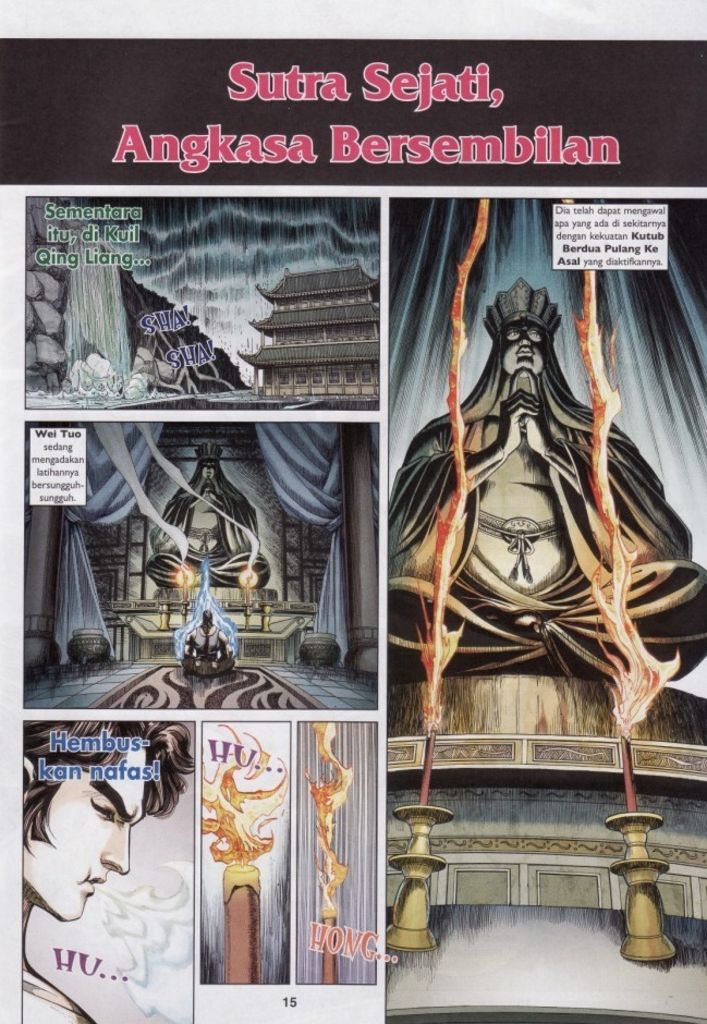 Sutra Sejati,
Angkasa Bersembilan
Sementara
itu, di Kuil
Qing Liang...
SHA!
SHA!
Dia telah dapat mengawal
apa yang ada di sekitarnya
dengan kekuatan Kutub
Berdua Pulang Ke
Asal yang diaktifkannya.
Wei Tuo
sedang
mengadakan
latihannya
bersungguh-
sungguh.
Hembus-
kan nafas!
HU...
HU...
HONG...
15